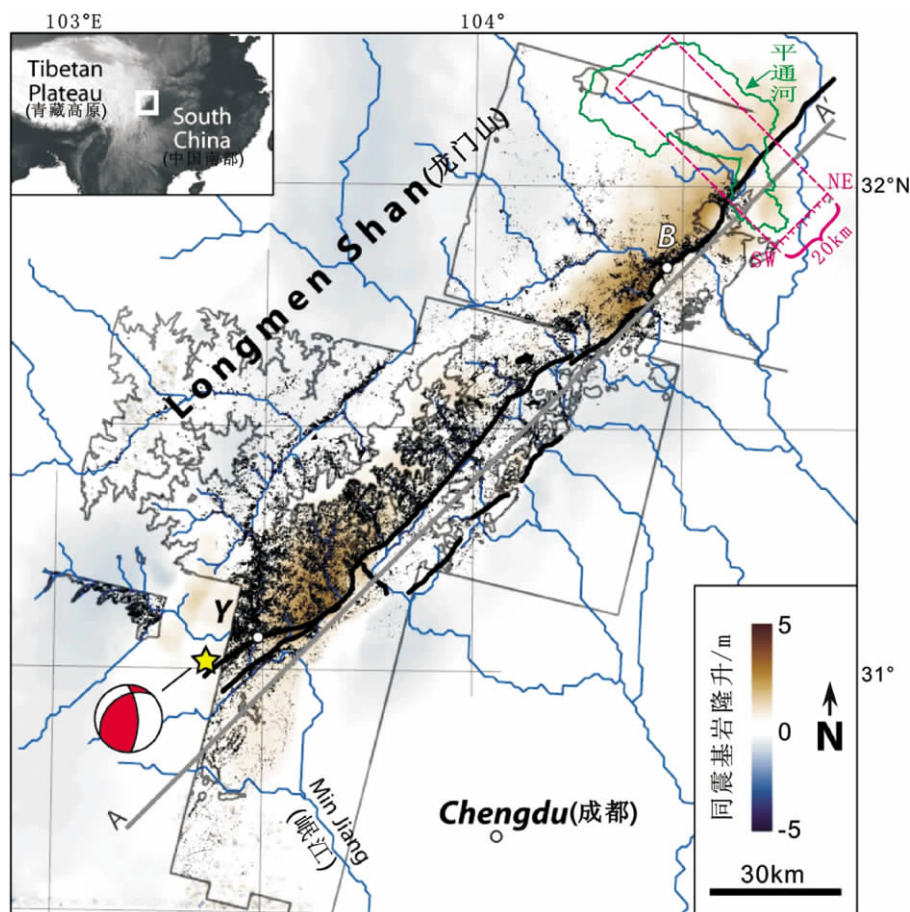 103°E
104°
Tibetan
Plateau
(青藏高原)
South
China
(中国南部)
Longmen Shan(龙门山)
平通河
A′
NE
32°N
SW
20km
B
Y
31°
A
Min Jiang
(岷江)
Chengdu(成都)
同震基岩隆升/m
5
0
-5
N
30km